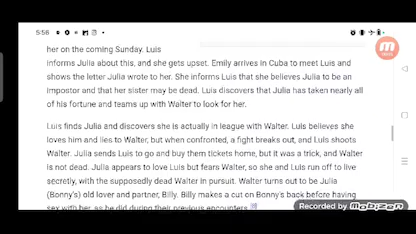 5:56
her on the coming Sunday. Luis
informs Julia about this, and she gets upset. Emily arrives in Cuba to meet Luis and
shows the letter Julia wrote to her. She informs Luis that she believes Julia to be an
impostor and that her sister may be dead. Luis discovers that Julia has taken nearly all
of his fortune and teams up with Walter to look for her.
Luis finds Julia and discovers she is actually in league with Walter. Luis believes she
loves him and lies to Walter, but when confronted, a fight breaks out, and Luis shoots
Walter. Julia sends Luis to go and buy them tickets home, but it was a trick, and Walter
is not dead. Julia appears to love Luis but fears Walter, so she and Luis run off to live
secretly, with the supposedly dead Walter in pursuit. Walter turns out to be Julia
(Bonny's) old lover and partner, Billy. Billy makes a cut on Bonny's back before having
sex with her, as he did during their previous encounters.
Recorded by Mobizen